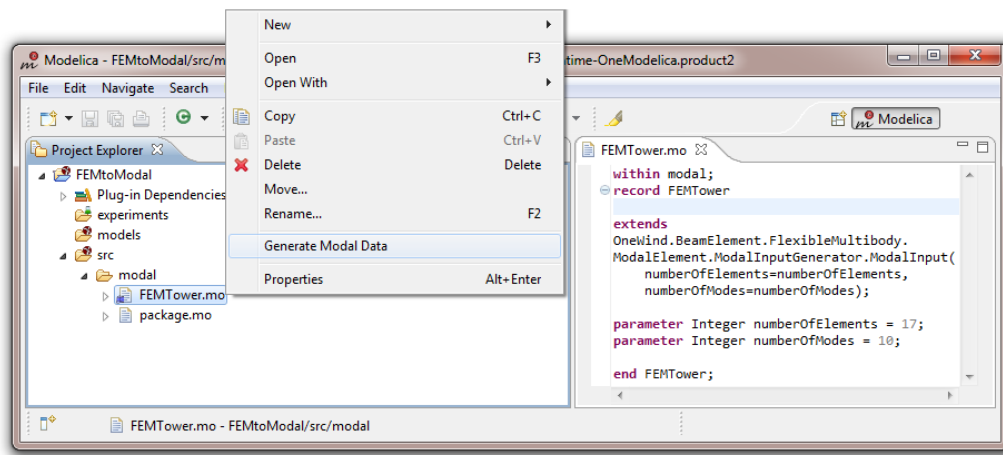 New
Open F3
Open With
Copy Ctrl+C
Paste Ctrl+V
Delete Delete
Move...
Rename... F2
Generate Modal Data
Properties Alt+Enter
Modelica - FEMtoModal/src/m
time-OneModelica.product2
File Edit Navigate Search
Modelica
Project Explorer
FEMtoModal
Plug-in Dependencies
experiments
models
src
modal
FEMTower.mo
package.mo
FEMTower.mo
within modal;
record FEMTower
extends
OneWind.BeamElement.FlexibleMultibody.
ModalElement.ModalInputGenerator.ModalInput(
numberOfElements=numberOfElements,
numberOfModes=numberOfModes);
parameter Integer numberOfElements = 17;
parameter Integer numberOfModes = 10;
end FEMTower;
FEMTower.mo - FEMtoModal/src/modal